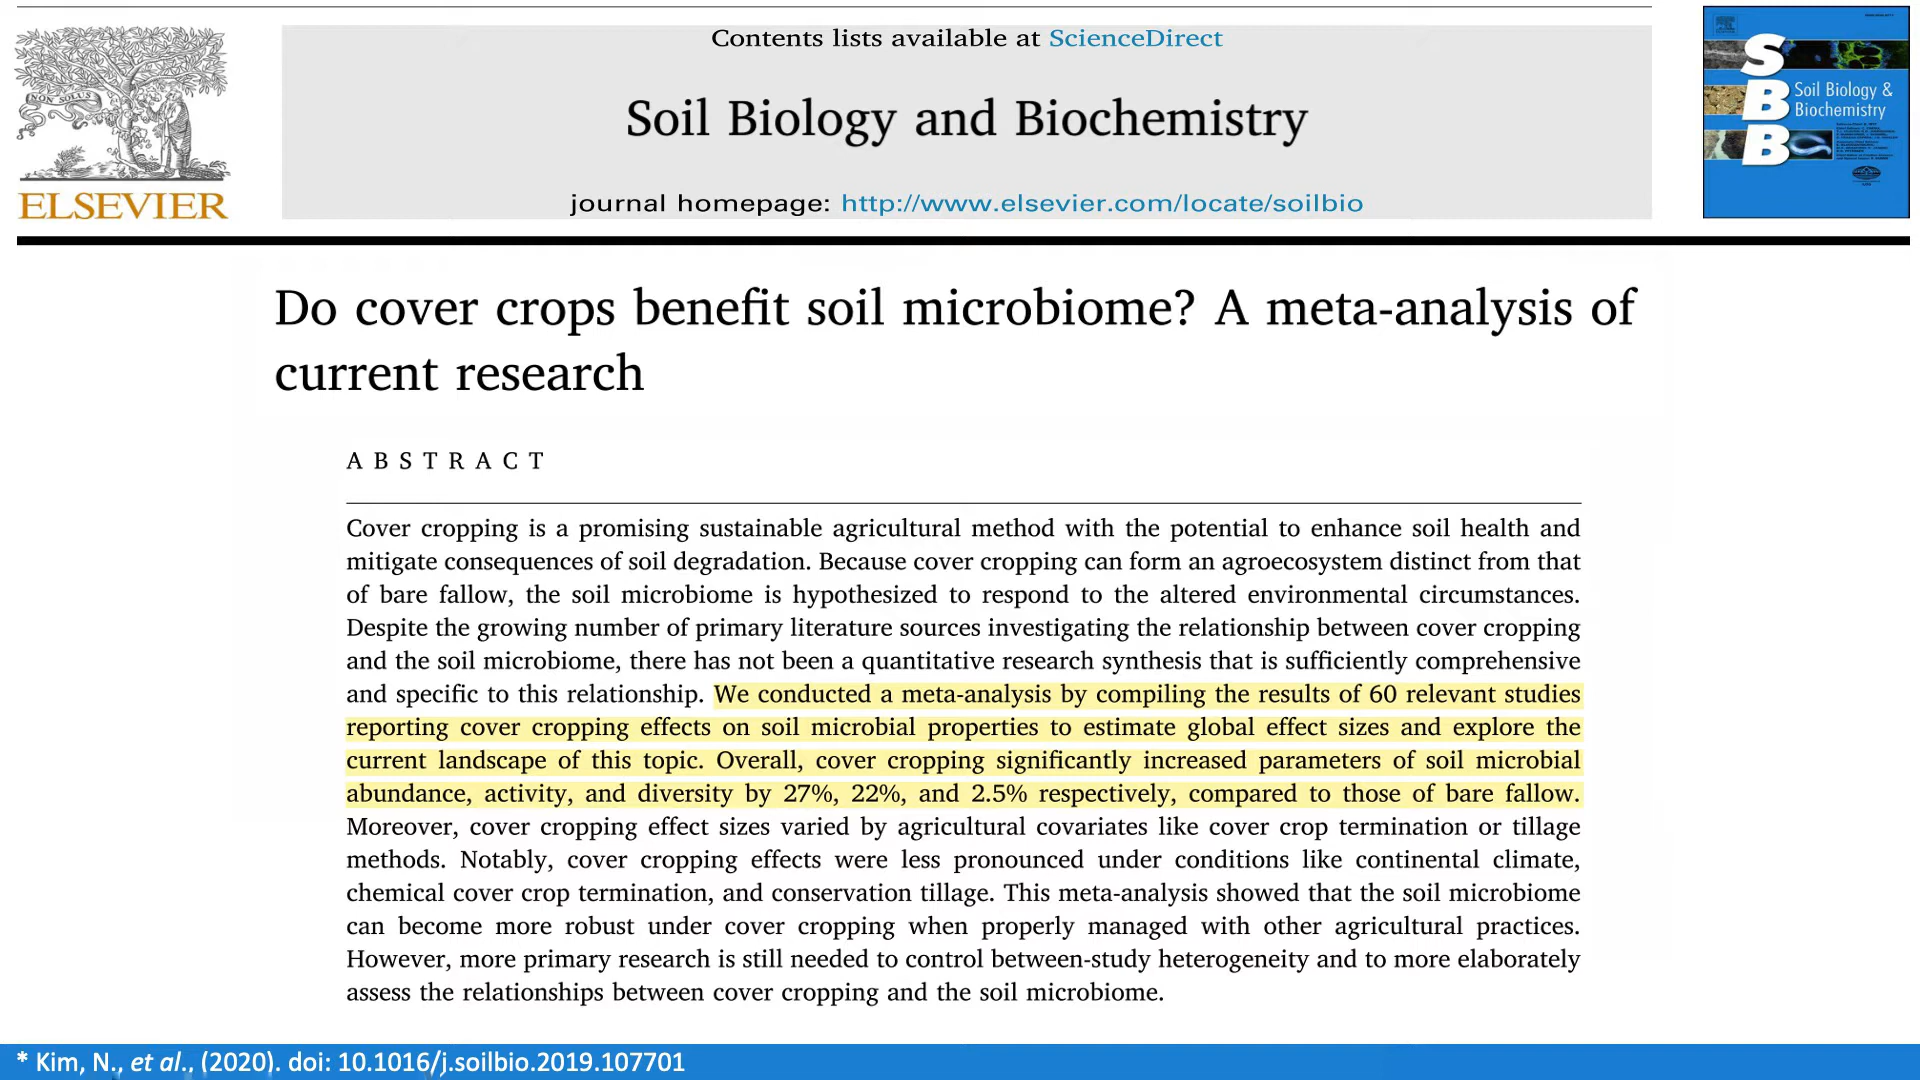 Contents lists available at ScienceDirect
Soil Biology and Biochemistry
journal homepage: http://www.elsevier.com/locate/soilbio
NON SOLUS
ELSEVIER
S
B
B
Soil Biology &
Biochemistry
Do cover crops benefit soil microbiome? A meta-analysis of
current research
ABSTRACT
Cover cropping is a promising sustainable agricultural method with the potential to enhance soil health and
mitigate consequences of soil degradation. Because cover cropping can form an agroecosystem distinct from that
of bare fallow, the soil microbiome is hypothesized to respond to the altered environmental circumstances.
Despite the growing number of primary literature sources investigating the relationship between cover cropping
and the soil microbiome, there has not been a quantitative research synthesis that is sufficiently comprehensive
and specific to this relationship. We conducted a meta-analysis by compiling the results of 60 relevant studies
reporting cover cropping effects on soil microbial properties to estimate global effect sizes and explore the
current landscape of this topic. Overall, cover cropping significantly increased parameters of soil microbial
abundance, activity, and diversity by 27%, 22%, and 2.5% respectively, compared to those of bare fallow.
Moreover, cover cropping effect sizes varied by agricultural covariates like cover crop termination or tillage
methods. Notably, cover cropping effects were less pronounced under conditions like continental climate,
chemical cover crop termination, and conservation tillage. This meta-analysis showed that the soil microbiome
can become more robust under cover cropping when properly managed with other agricultural practices.
However, more primary research is still needed to control between-study heterogeneity and to more elaborately
assess the relationships between cover cropping and the soil microbiome.
* Kim, N., et al., (2020). doi: 10.1016/j.soilbio.2019.107701